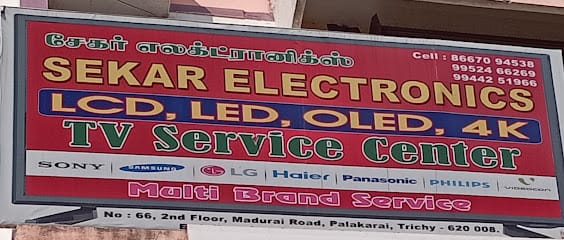 சேகர் எலக்ட்ரானிக்ஸ்
Cell : 86670 94538
99524 66269
99442 51966
SEKAR ELECTRONICS
LCD, LED, OLED, 4K
TV Service Center
SONY SAMSUNG LG Haier Panasonic PHILIPS VIDEOCON
Multi Brand Service
No : 66, 2nd Floor, Madurai Road, Palakarai, Trichy - 620 008.